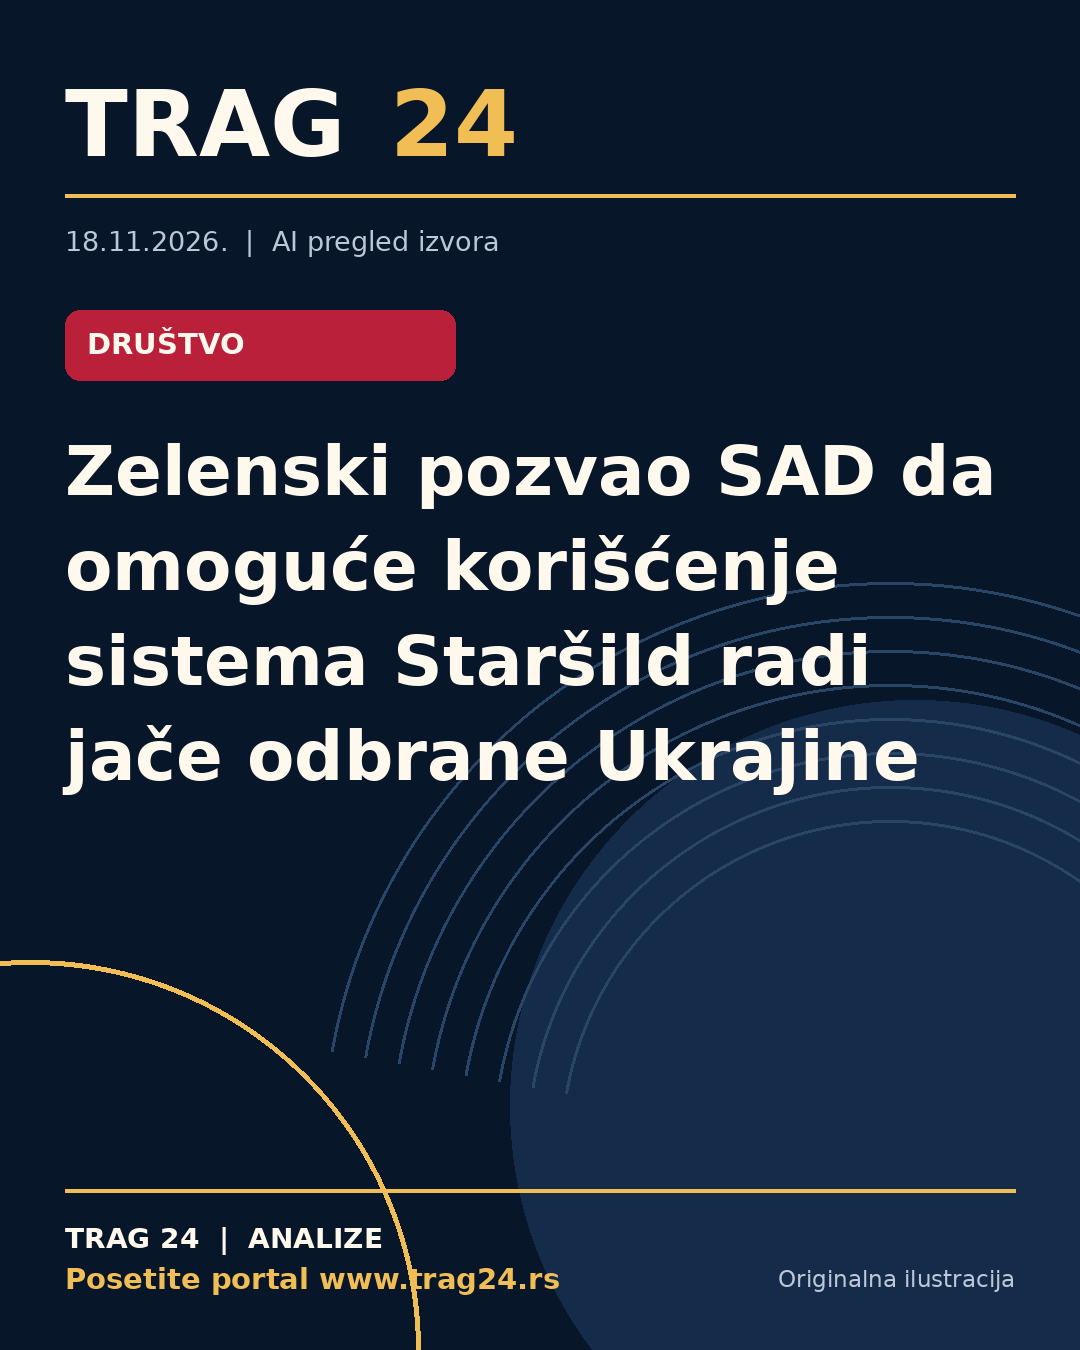 TRAG 24
18.11.2026. | AI pregled izvora
DRUŠTVO
Zelenski pozvao SAD da
omoguće korišćenje
sistema Staršild radi
jače odbrane Ukrajine
TRAG 24 | ANALIZE
Posetite portal www.trag24.rs
Originalna ilustracija